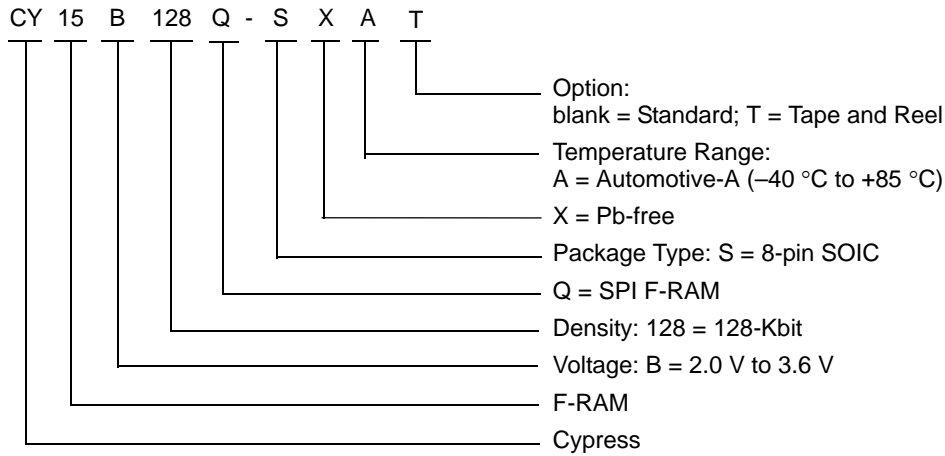 CY 15 B 128 Q - S X A T
Option:
blank = Standard; T = Tape and Reel
Temperature Range:
A = Automotive-A (–40 °C to +85 °C)
X = Pb-free
Package Type: S = 8-pin SOIC
Q = SPI F-RAM
Density: 128 = 128-Kbit
Voltage: B = 2.0 V to 3.6 V
F-RAM
Cypress